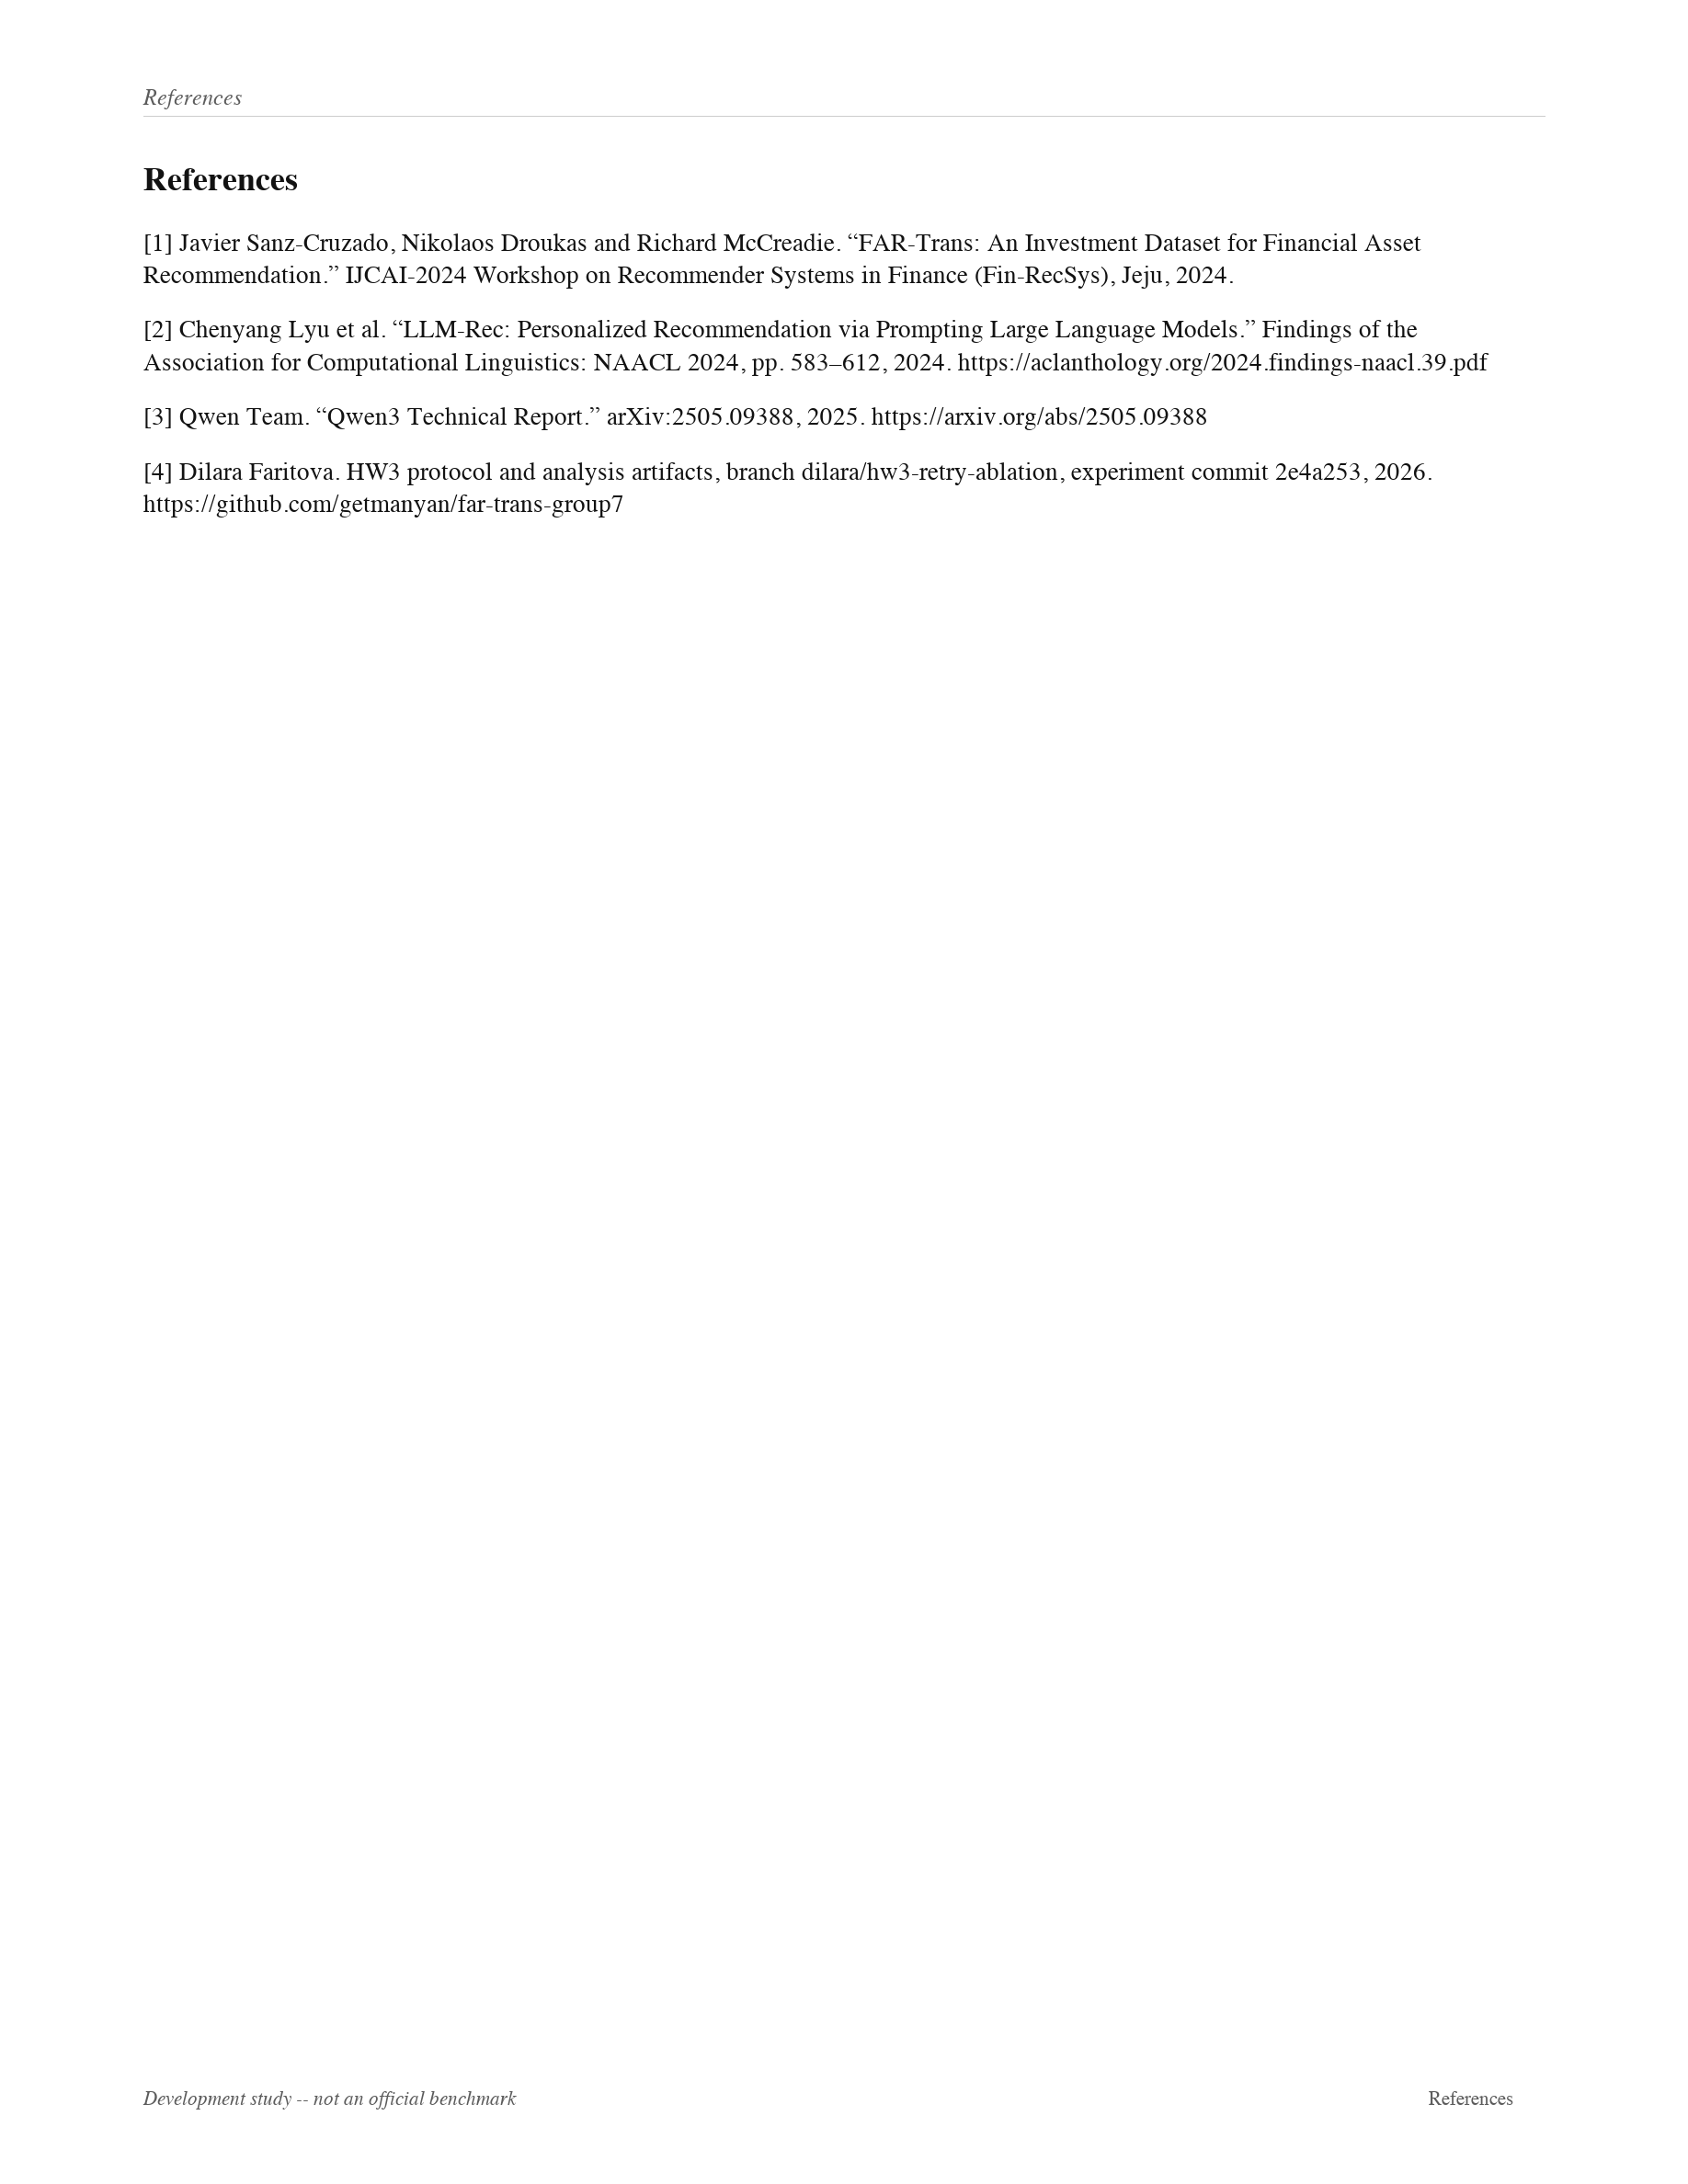 References
References
[1] Javier Sanz-Cruzado, Nikolaos Droukas and Richard McCreadie. “FAR-Trans: An Investment Dataset for Financial Asset
Recommendation.” IJCAI-2024 Workshop on Recommender Systems in Finance (Fin-RecSys), Jeju, 2024.
[2] Chenyang Lyu et al. “LLM-Rec: Personalized Recommendation via Prompting Large Language Models.” Findings of the
Association for Computational Linguistics: NAACL 2024, pp. 583–612, 2024. https://aclanthology.org/2024.findings-naacl.39.pdf
[3] Qwen Team. “Qwen3 Technical Report.” arXiv:2505.09388, 2025. https://arxiv.org/abs/2505.09388
[4] Dilara Faritova. HW3 protocol and analysis artifacts, branch dilara/hw3-retry-ablation, experiment commit 2e4a253, 2026.
https://github.com/getmanyan/far-trans-group7
Development study -- not an official benchmark
References